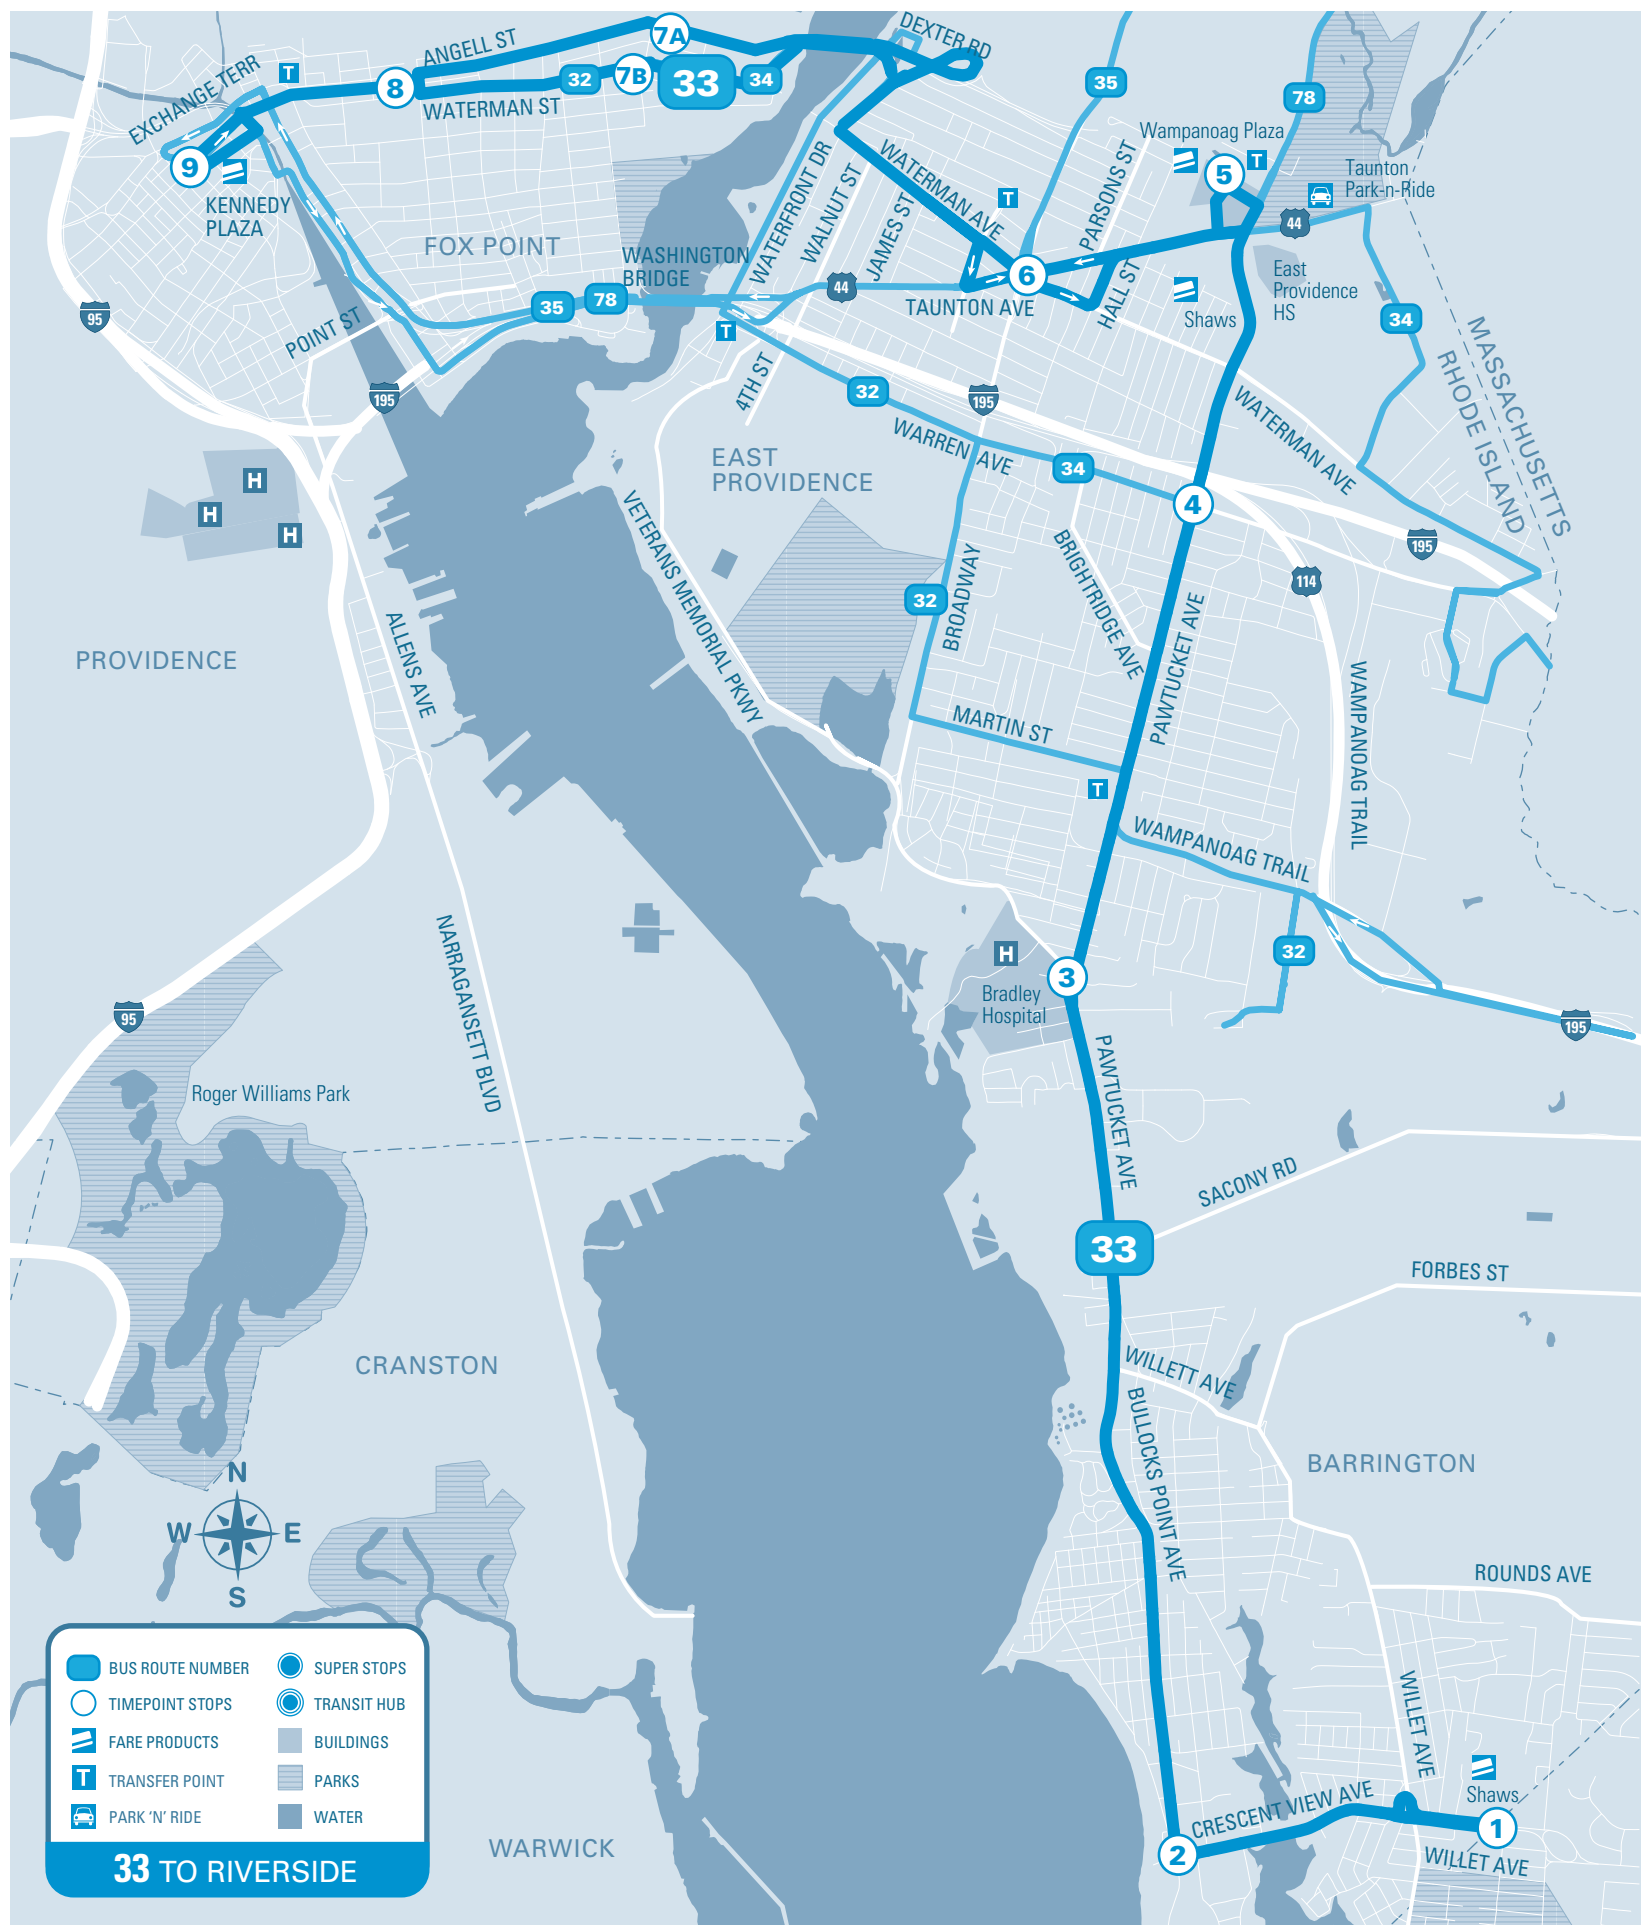 DEXTER RD
7A
ANGELL ST
EXCHANGE TERR
T
8
32
7B
33
34
35
78
WATERMAN ST
9
KENNEDY
PLAZA
WATERFRONT DR
WALNUT ST
JAMES ST
WATERMAN AVE
T
PARSONS ST
Wampanoag Plaza
5
T
Taunton
Park-n-Ride
44
FOX POINT
WASHINGTON
BRIDGE
6
44
TAUNTON AVE
HALL ST
Shaws
East
Providence
HS
34
95
POINT ST
35
78
T
195
4TH ST
32
195
WARREN AVE
34
WATERMAN AVE
MASSACHUSETTS
RHODE ISLAND
EAST
PROVIDENCE
4
H
H
H
195
114
VETERANS MEMORIAL PKWY
32
BROADWAY
BRIGHTRIDGE AVE
PAWTUCKET AVE
WAMPANOAG TRAIL
PROVIDENCE
ALLENS AVE
MARTIN ST
T
WAMPANOAG TRAIL
NARRAGANSETT BLVD
H
Bradley
Hospital
3
32
195
95
Roger Williams Park
PAWTUCKET AVE
SACONY RD
33
FORBES ST
CRANSTON
WILLETT AVE
BULLOCKS POINT AVE
BARRINGTON
N
W
E
S
ROUNDS AVE
WILLET AVE
BUS ROUTE NUMBER
SUPER STOPS
TIMEPOINT STOPS
TRANSIT HUB
FARE PRODUCTS
BUILDINGS
T
TRANSFER POINT
PARKS
PARK ‘N’ RIDE
WATER
33 TO RIVERSIDE
WARWICK
Shaws
CRESCENT VIEW AVE
1
2
WILLET AVE